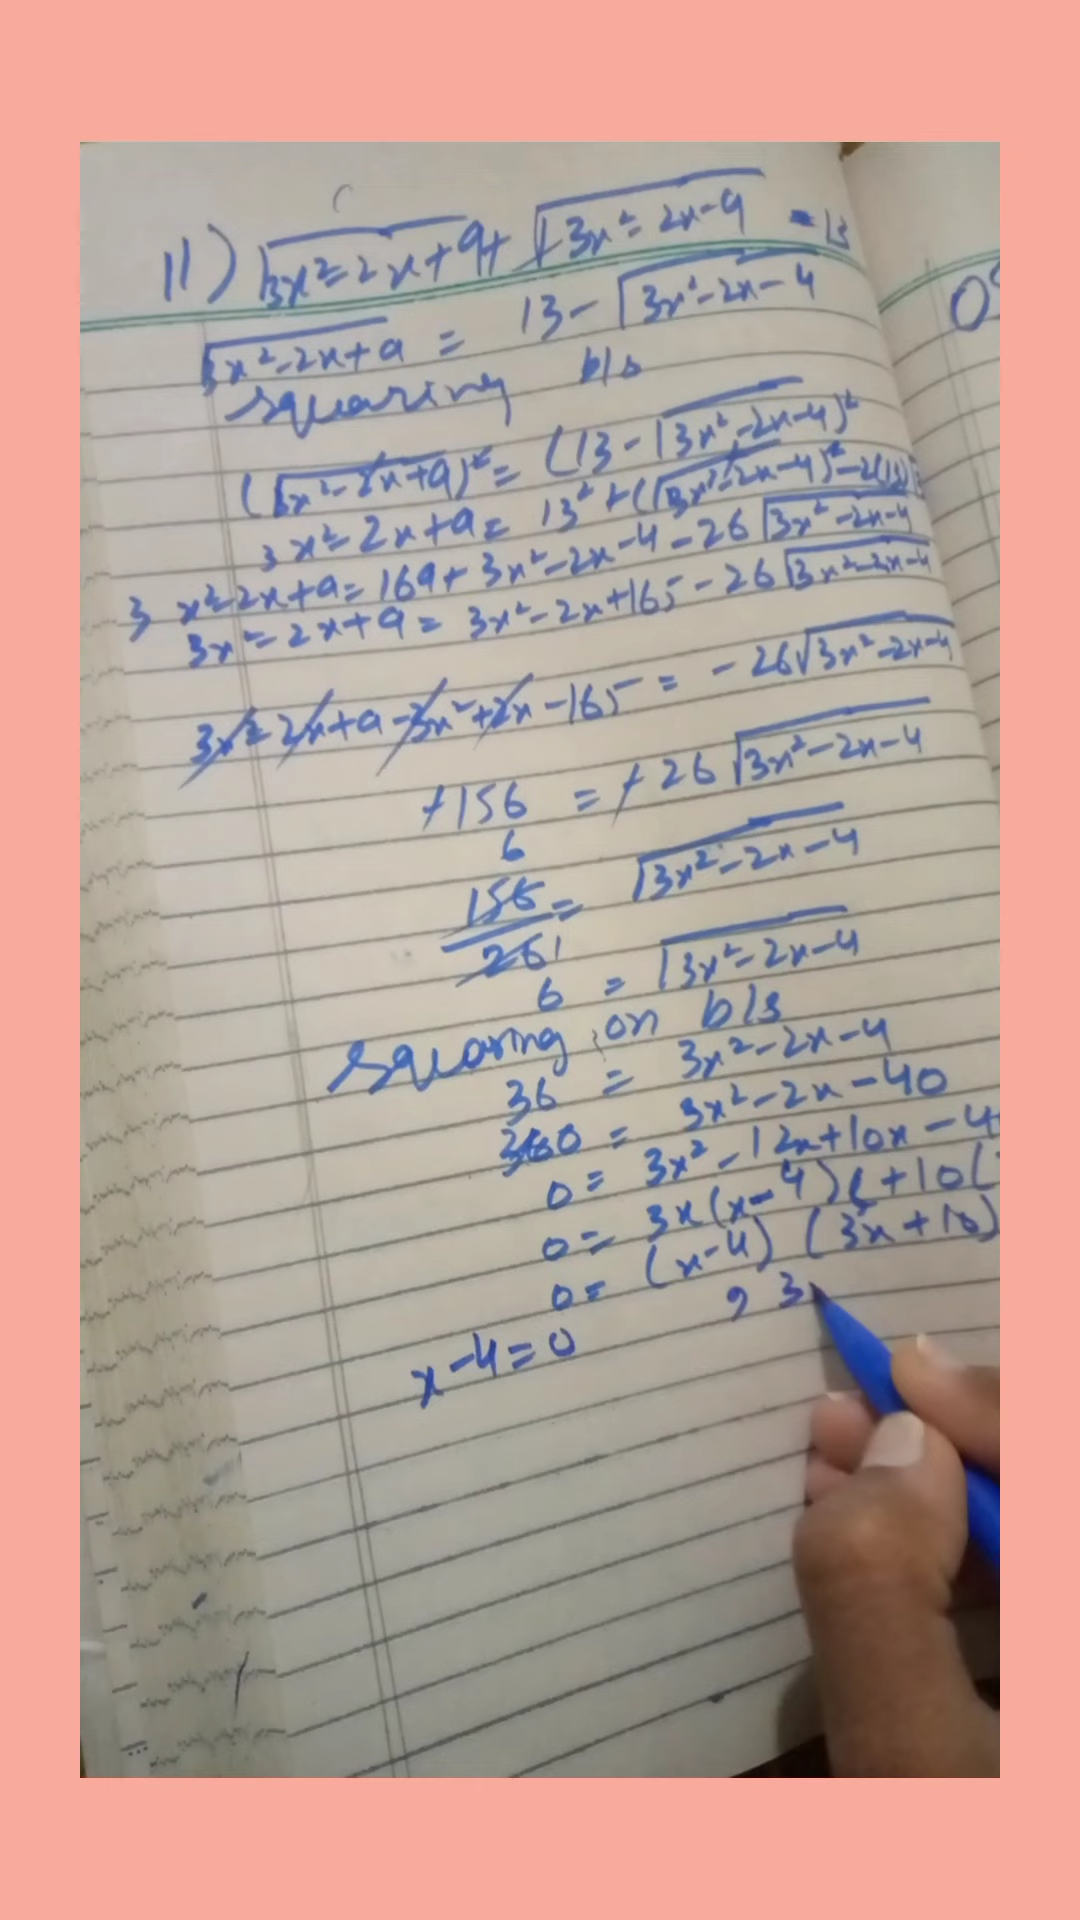 11) √3x²-2x+9 + √3x²-2x-9 = 13
√3x²-2x+9 = 13 - √3x²-2x-4
squaring b/s
(√3x²-2x+9)² = (13-√3x²-2x-4)²
3x²-2x+9 = 13²+(√3x²-2x-4)²-2(13)
3x²-2x+9 = 169+3x²-2x-4-26√3x²-2x-4
3x²-2x+9 = 3x²-2x+165-26√3x²-2x-4
3x²-2x+9-3x²+2x-165 = -26√3x²-2x-4
+156 = +26√3x²-2x-4
6
156/26 = √3x²-2x-4
1
6 = √3x²-2x-4
squaring on b/s
36 = 3x²-2x-4
0 = 3x²-2x-40
0 = 3x²-12x+10x-4
0 = 3x(x-4)+10(
0 = (x-4) (3x+10)
x-4=0 , 3